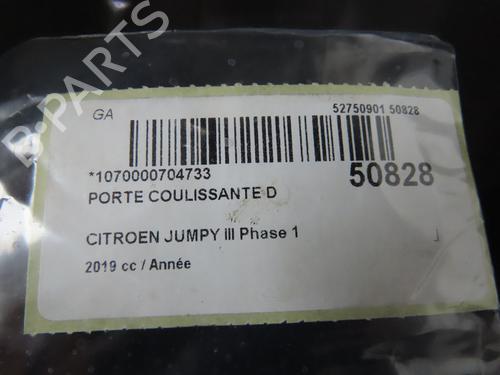 GA
52750901 50828
*1070000704733
50828
PORTE COULISSANTE D
CITROEN JUMPY III Phase 1
2019 cc / Année
B-PARTS